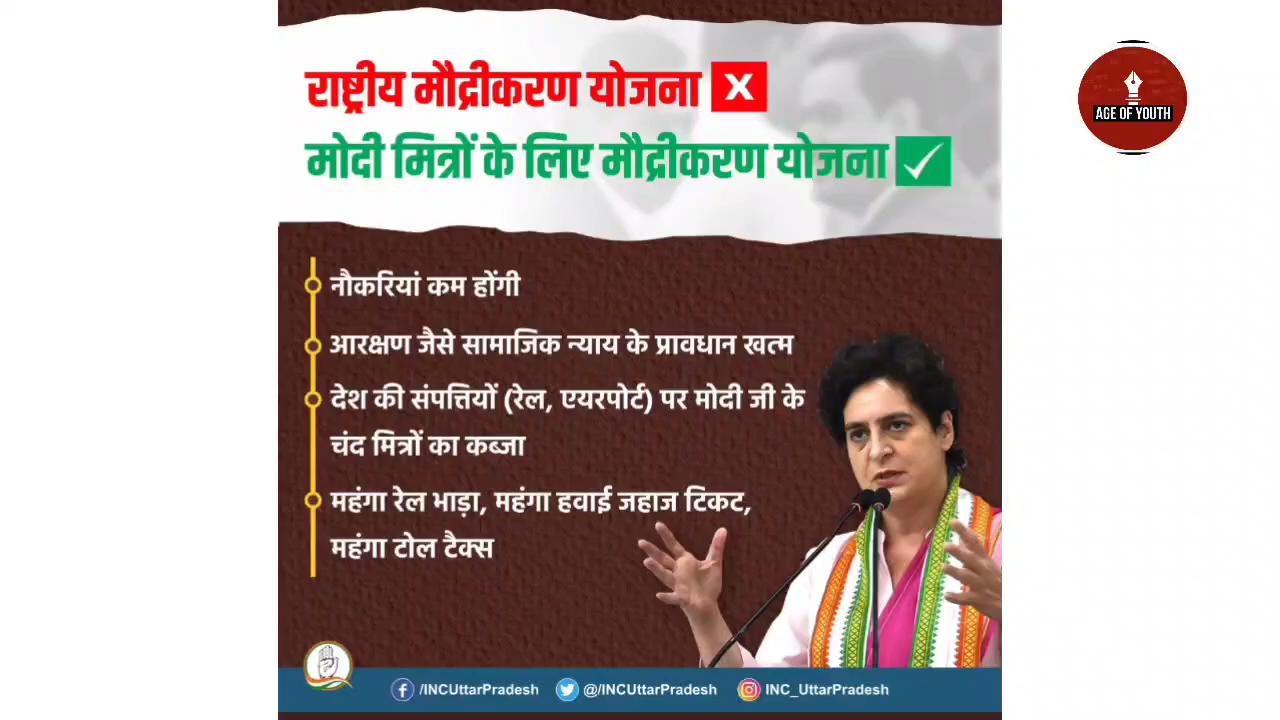 राष्ट्रीय मौद्रीकरण योजना X
मोदी मित्रों के लिए मौद्रीकरण योजना ✓
AGE OF YOUTH
नौकरियां कम होंगी
आरक्षण जैसे सामाजिक न्याय के प्रावधान खत्म
देश की संपत्तियों (रेल, एयरपोर्ट) पर मोदी जी के
चंद मित्रों का कब्जा
महंगा रेल भाड़ा, महंगा हवाई जहाज टिकट,
महंगा टोल टैक्स
/INCUttarPradesh @/INCUttarPradesh INC_UttarPradesh